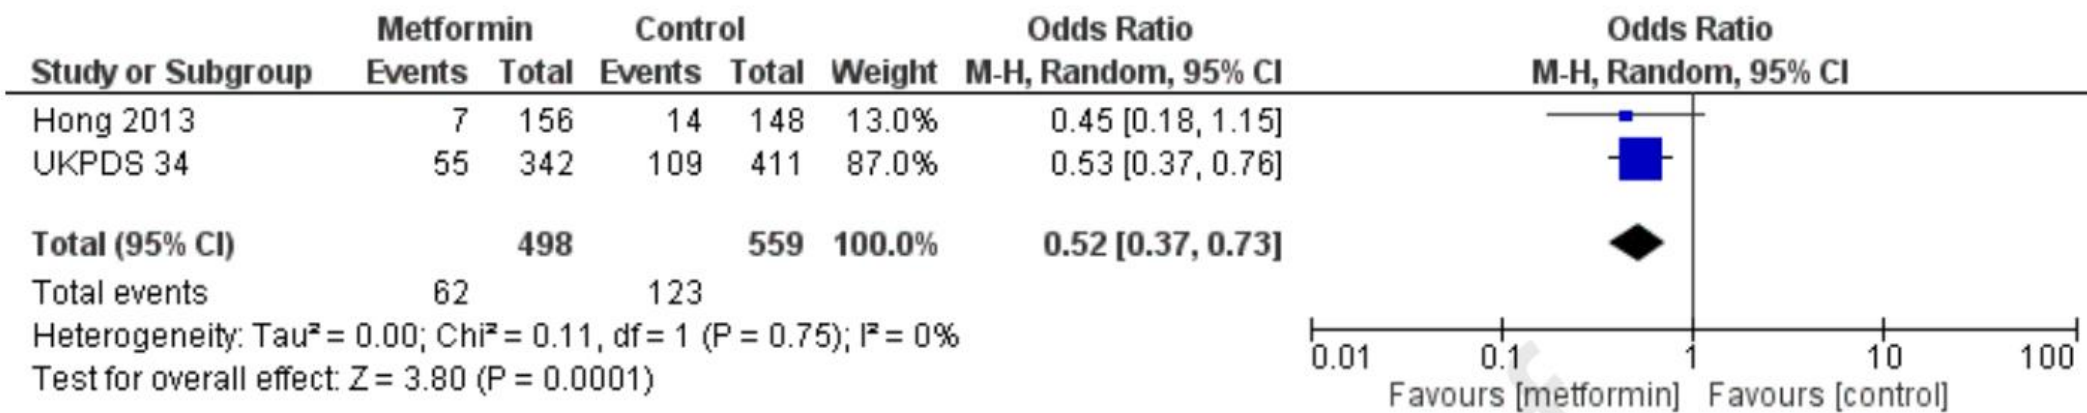 Metformin Control Odds Ratio Odds Ratio
Study or Subgroup Events Total Events Total Weight M-H, Random, 95% CI M-H, Random, 95% CI
Hong 2013 7 156 14 148 13.0% 0.45 [0.18, 1.15]
UKPDS 34 55 342 109 411 87.0% 0.53 [0.37, 0.76]
Total (95% CI) 498 559 100.0% 0.52 [0.37, 0.73]
Total events 62 123
Heterogeneity: Tau² = 0.00; Chi² = 0.11, df = 1 (P = 0.75); I² = 0%
Test for overall effect: Z = 3.80 (P = 0.0001)
0.01 0.1 1 10 100
Favours [metformin] Favours [control]